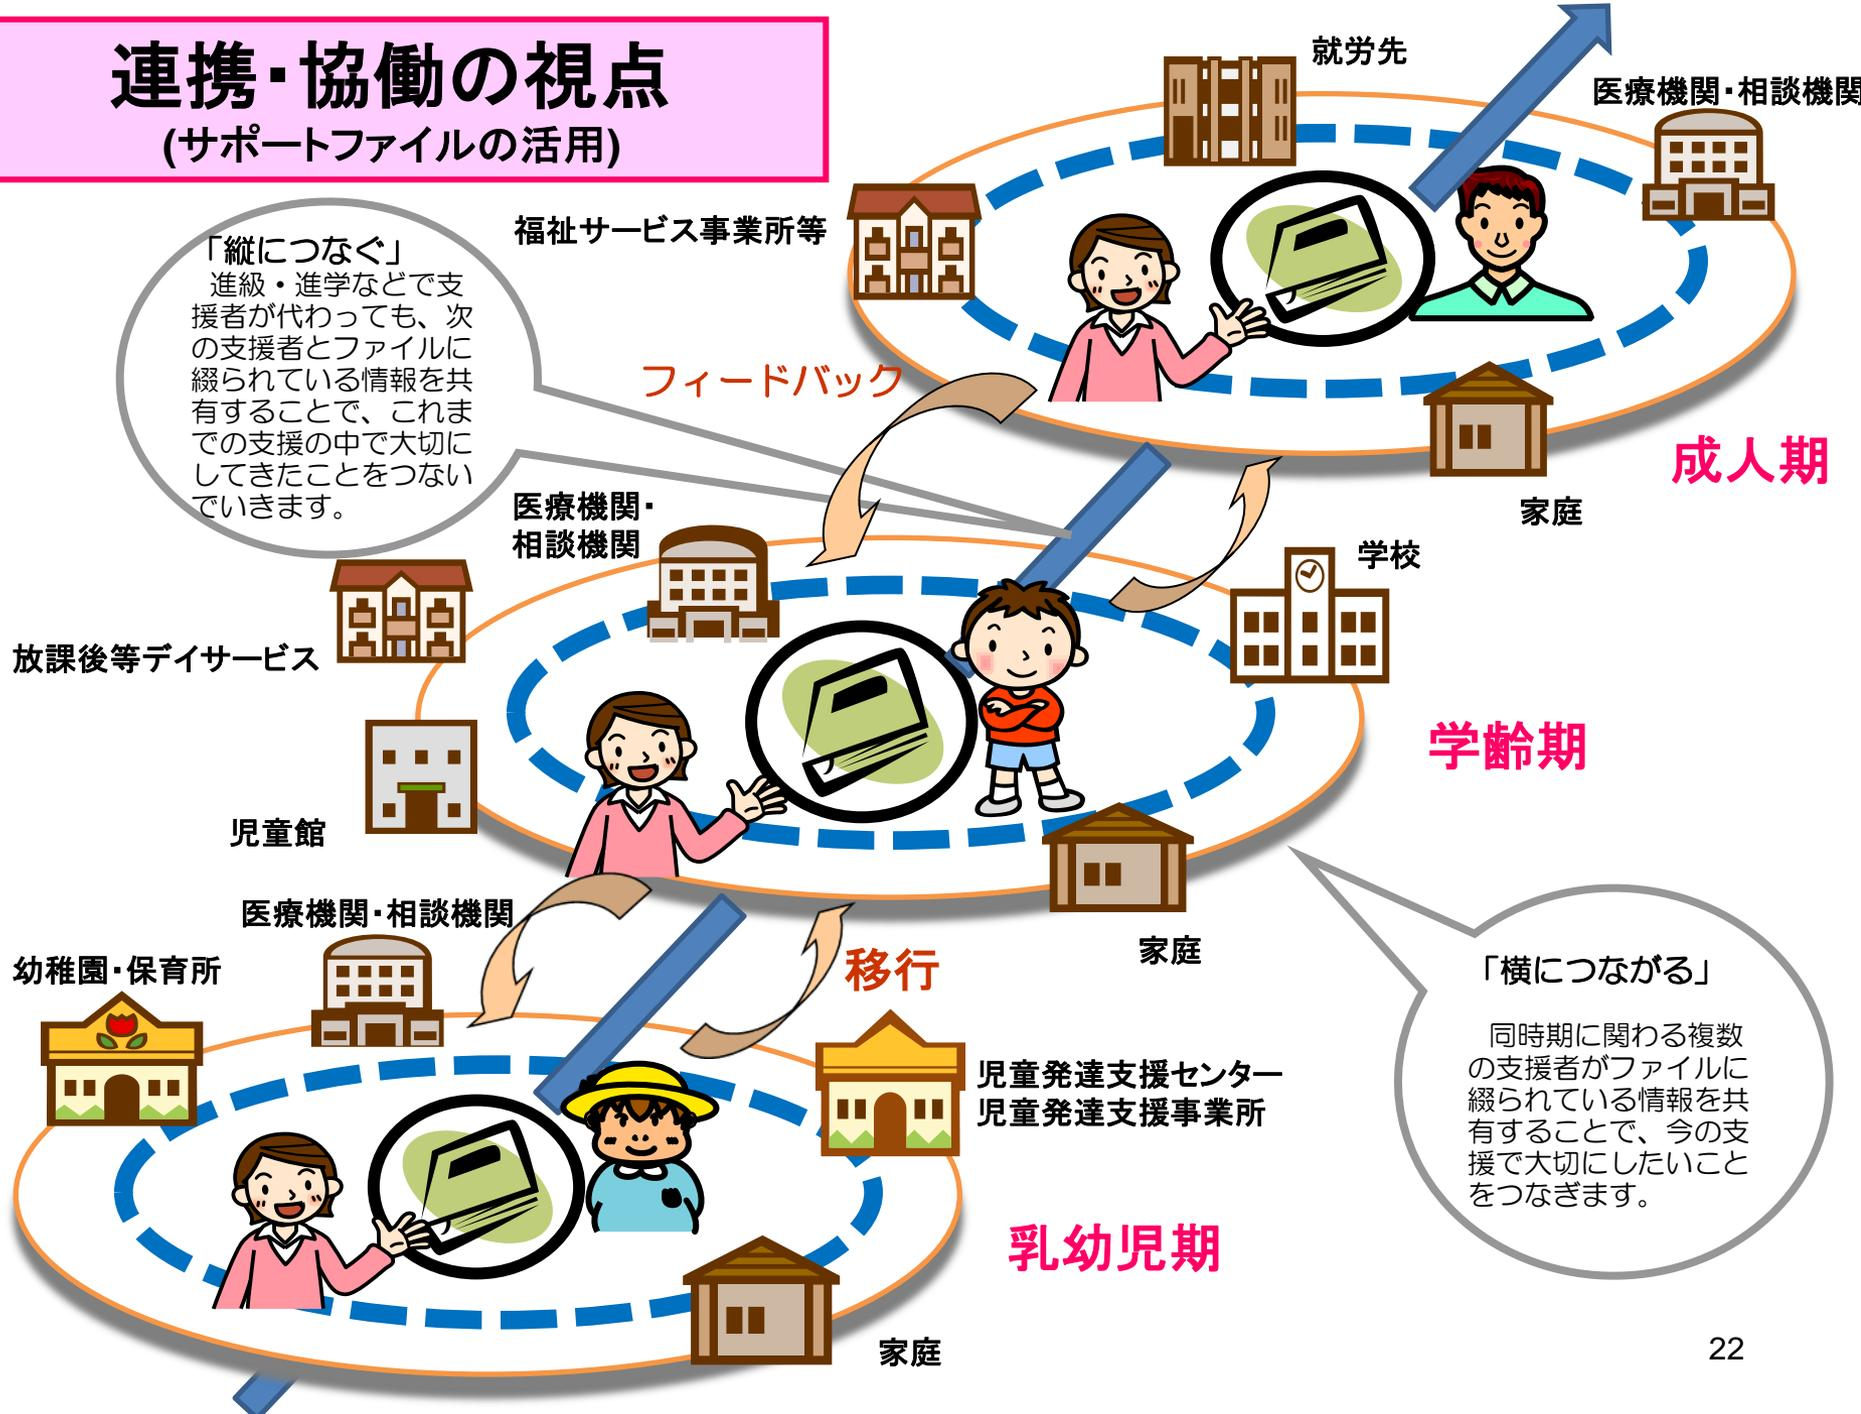 連携・協働の視点
(サポートファイルの活用)
就労先
医療機関・相談機関
福祉サービス事業所等
「縦につなぐ」
進級・進学などで支
援者が代わっても、次
の支援者とファイルに
綴られている情報を共
有することで、これま
での支援の中で大切に
してきたことをつない
でいきます。
フィードバック
成人期
家庭
医療機関・
相談機関
学校
放課後等デイサービス
学齢期
児童館
家庭
医療機関・相談機関
移行
幼稚園・保育所
児童発達支援センター
児童発達支援事業所
「横につながる」
同時期に関わる複数
の支援者がファイルに
綴られている情報を共
有することで、今の支
援で大切にしたいこと
をつなぎます。
乳幼児期
家庭
22